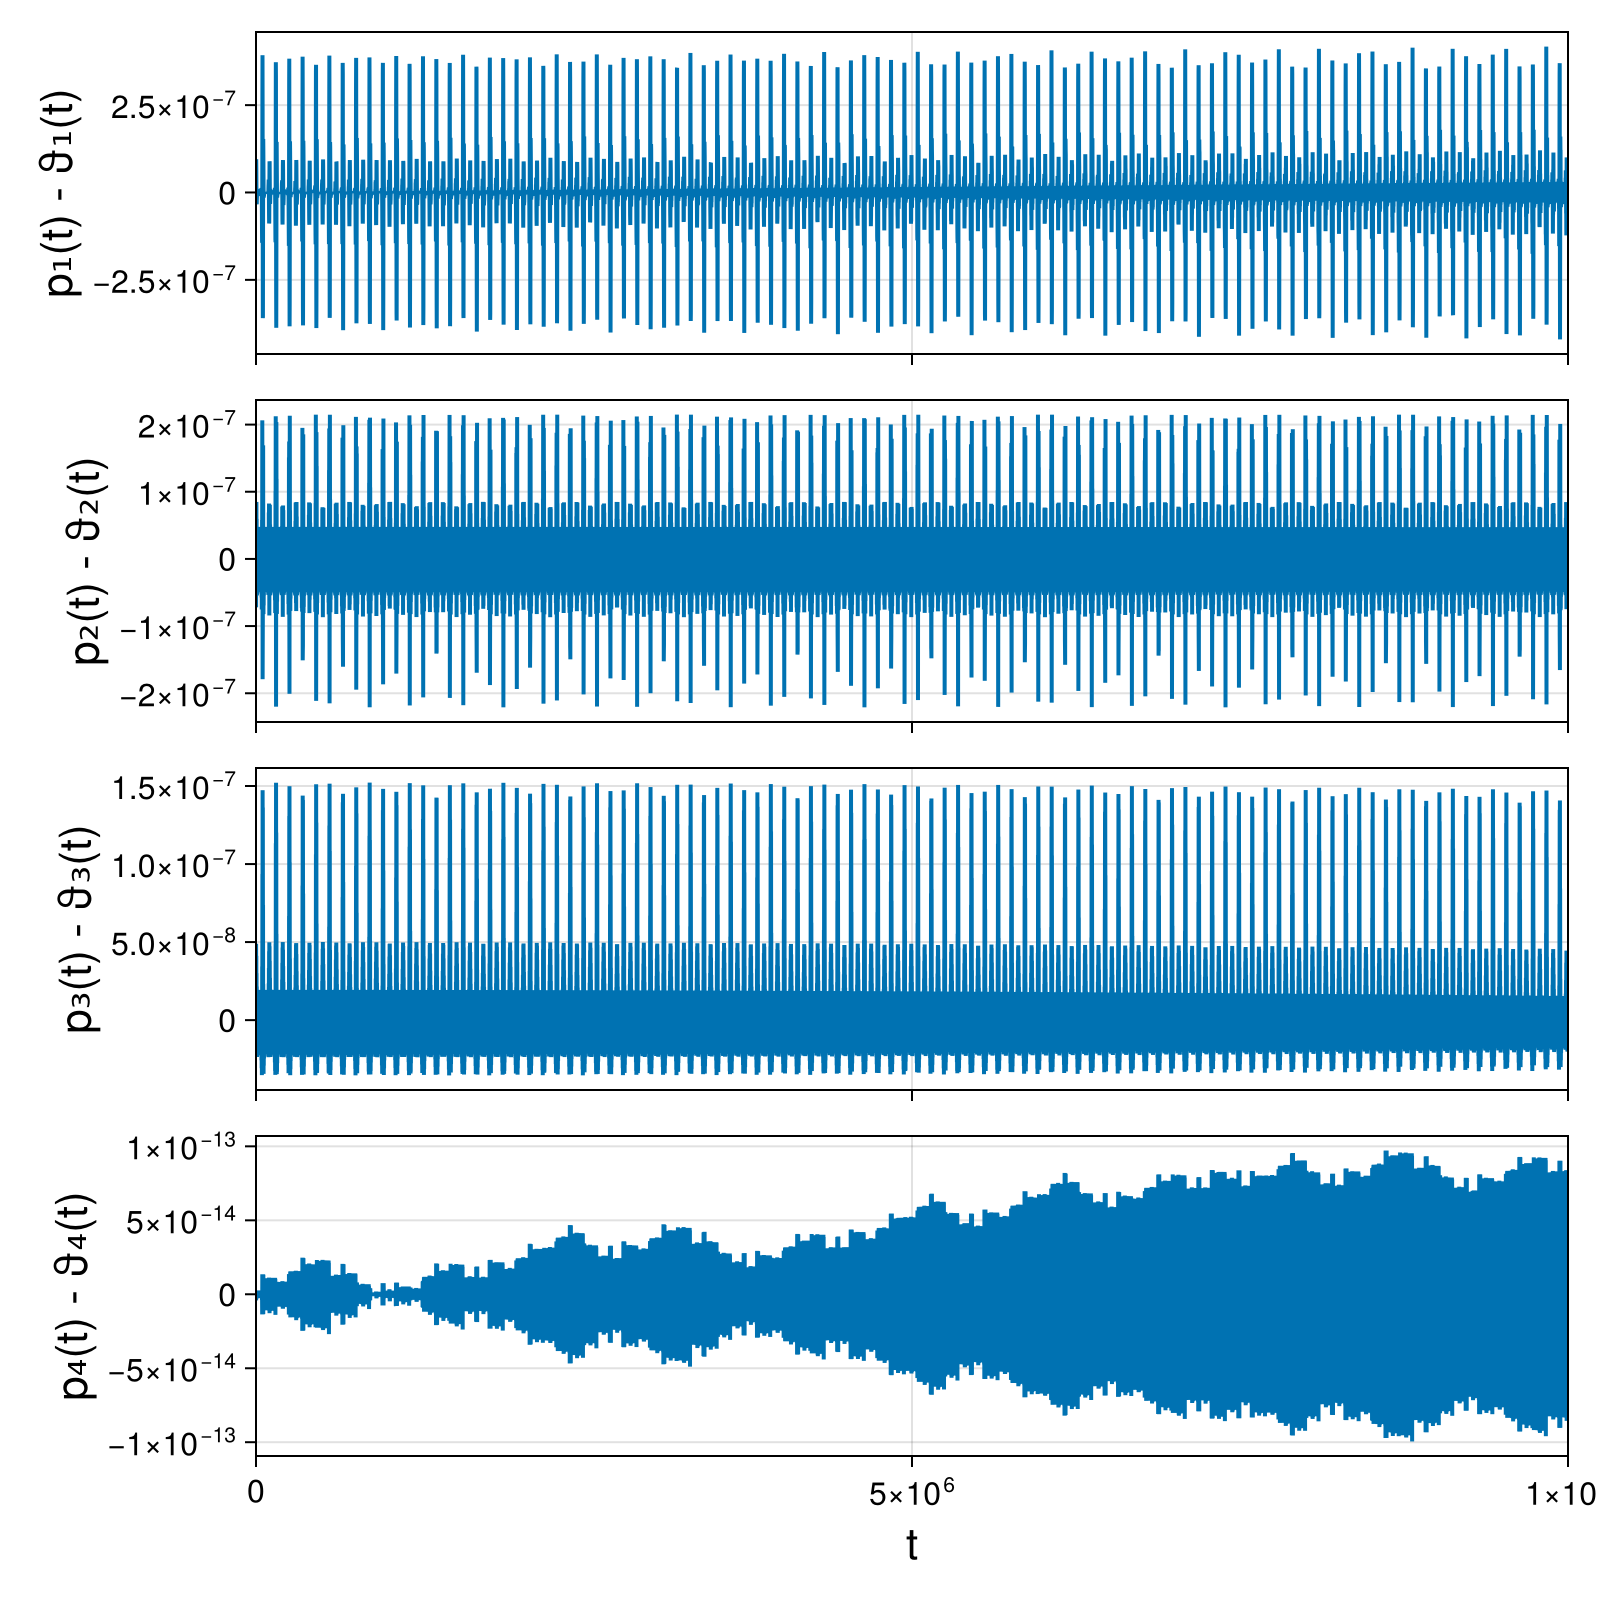 p₁(t) - ϑ₁(t)
2.5×10⁻⁷
0
−2.5×10⁻⁷
p₂(t) - ϑ₂(t)
2×10⁻⁷
1×10⁻⁷
0
−1×10⁻⁷
−2×10⁻⁷
p₃(t) - ϑ₃(t)
1.5×10⁻⁷
1.0×10⁻⁷
5.0×10⁻⁸
0
p₄(t) - ϑ₄(t)
1×10⁻¹³
5×10⁻¹⁴
0
−5×10⁻¹⁴
−1×10⁻¹³
0 5×10⁶ 1×10
t